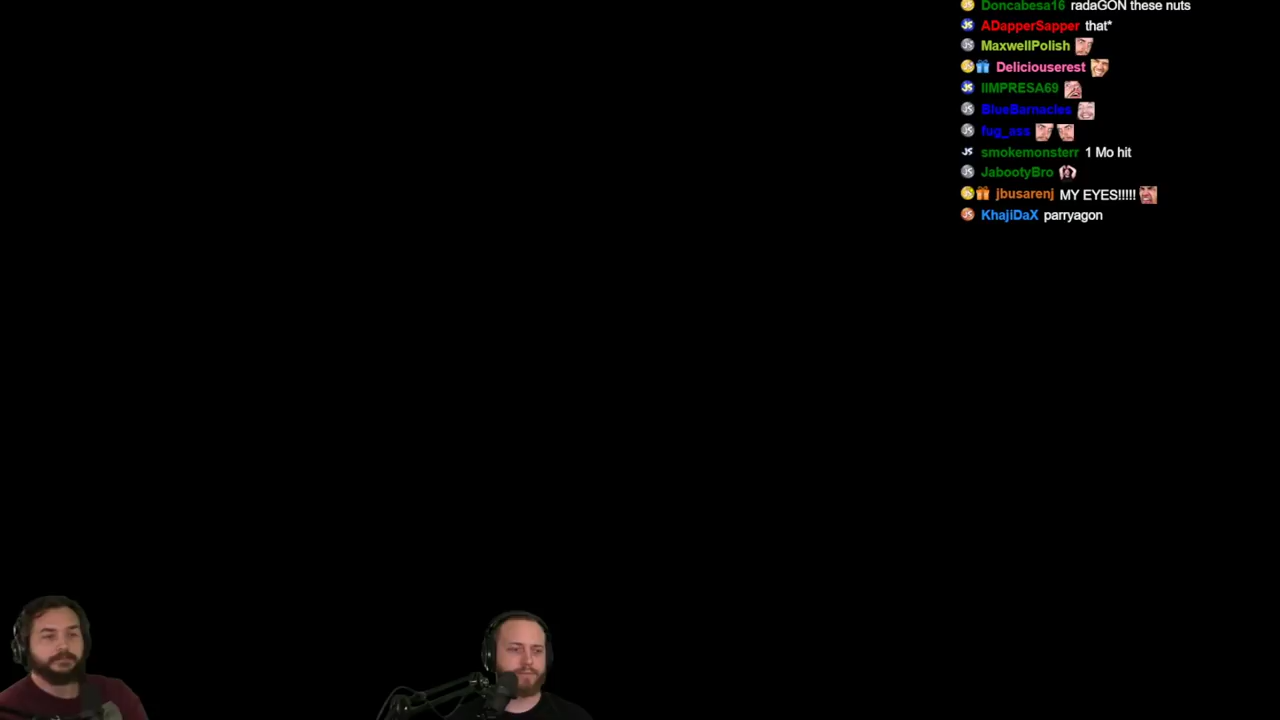 Doncabesa16 radaGON these nuts
ADapperSapper that*
MaxwellPolish
Deliciouserest
IIMPRESA69
BlueBarnacles
fug_ass
smokemonsterr 1 Mo hit
JabootyBro
jbusarenj MY EYES!!!!!
KhajiDaX parryagon